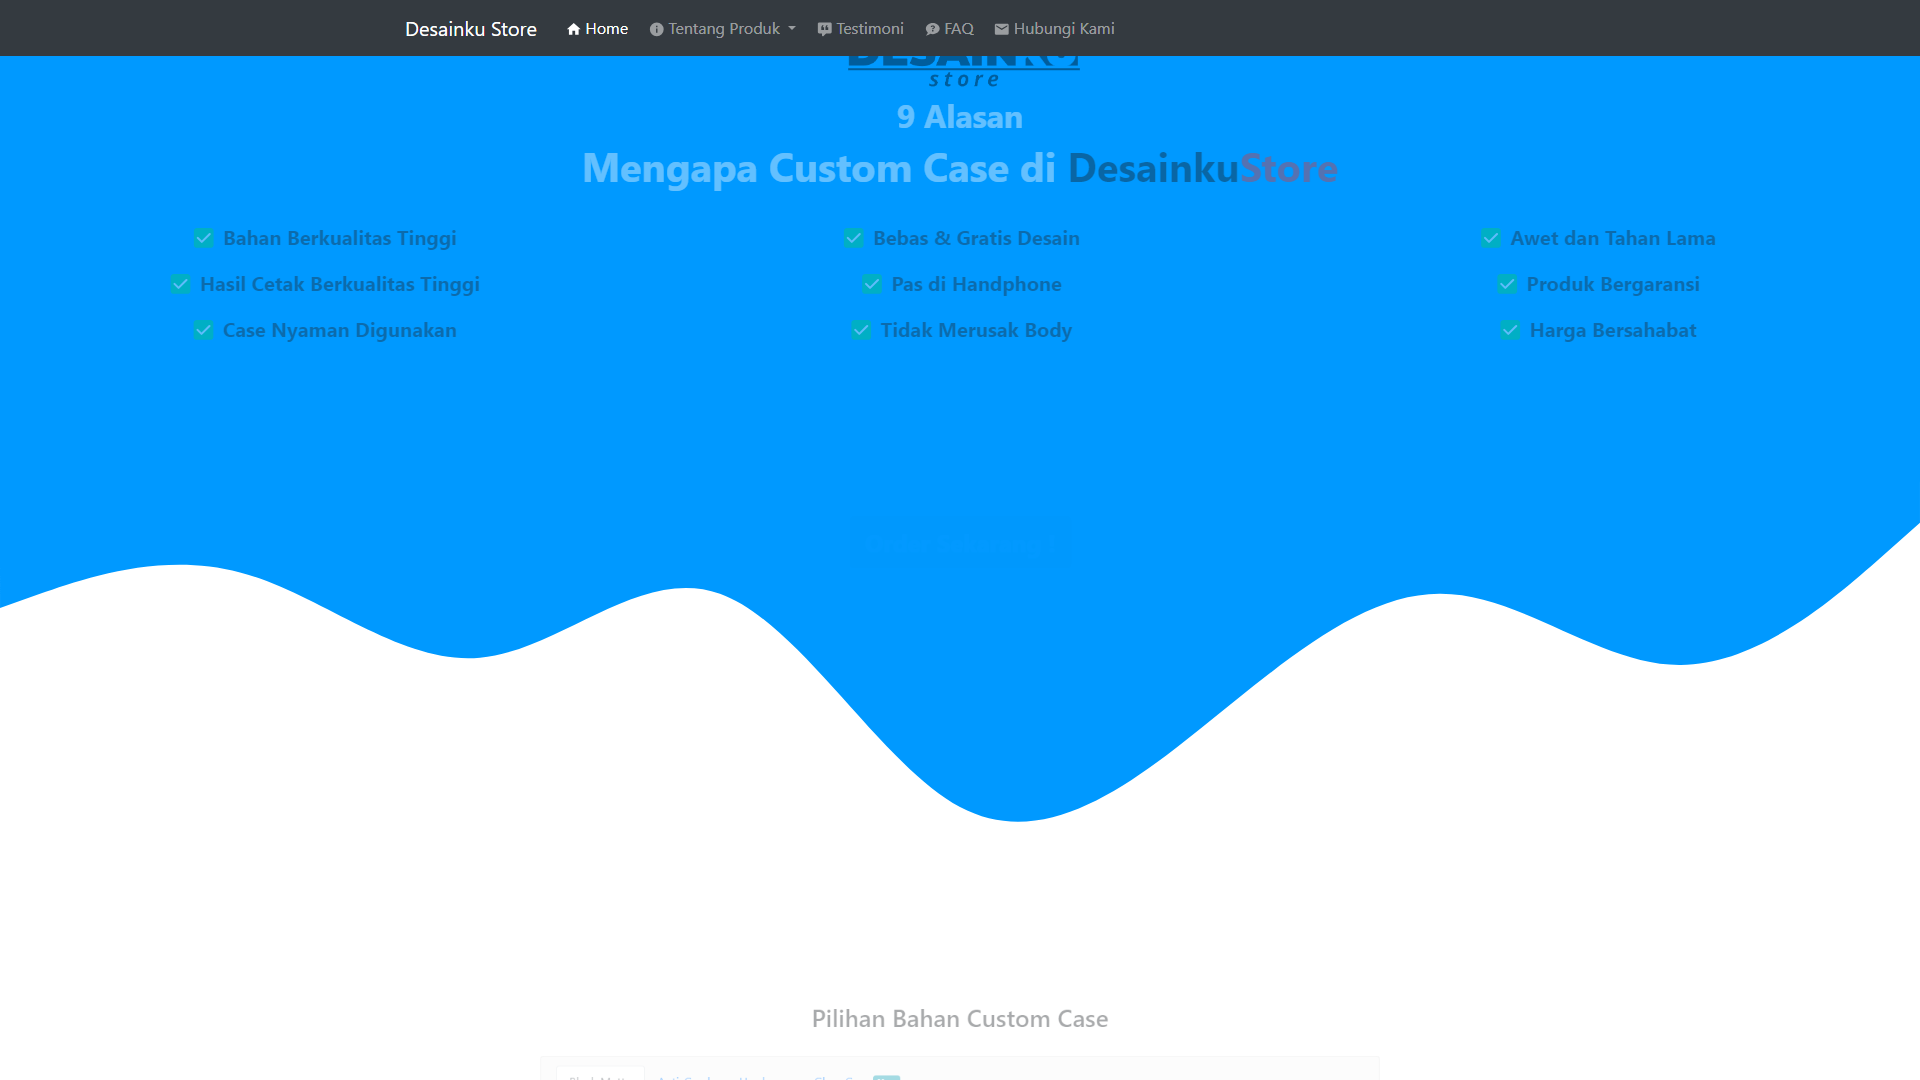 Desainku Store Home Tentang Produk Testimoni FAQ Hubungi Kami
store
9 Alasan
Mengapa Custom Case di DesainkuStore
Bahan Berkualitas Tinggi
Hasil Cetak Berkualitas Tinggi
Case Nyaman Digunakan
Bebas & Gratis Desain
Pas di Handphone
Tidak Merusak Body
Awet dan Tahan Lama
Produk Bergaransi
Harga Bersahabat
Pilihan Bahan Custom Case